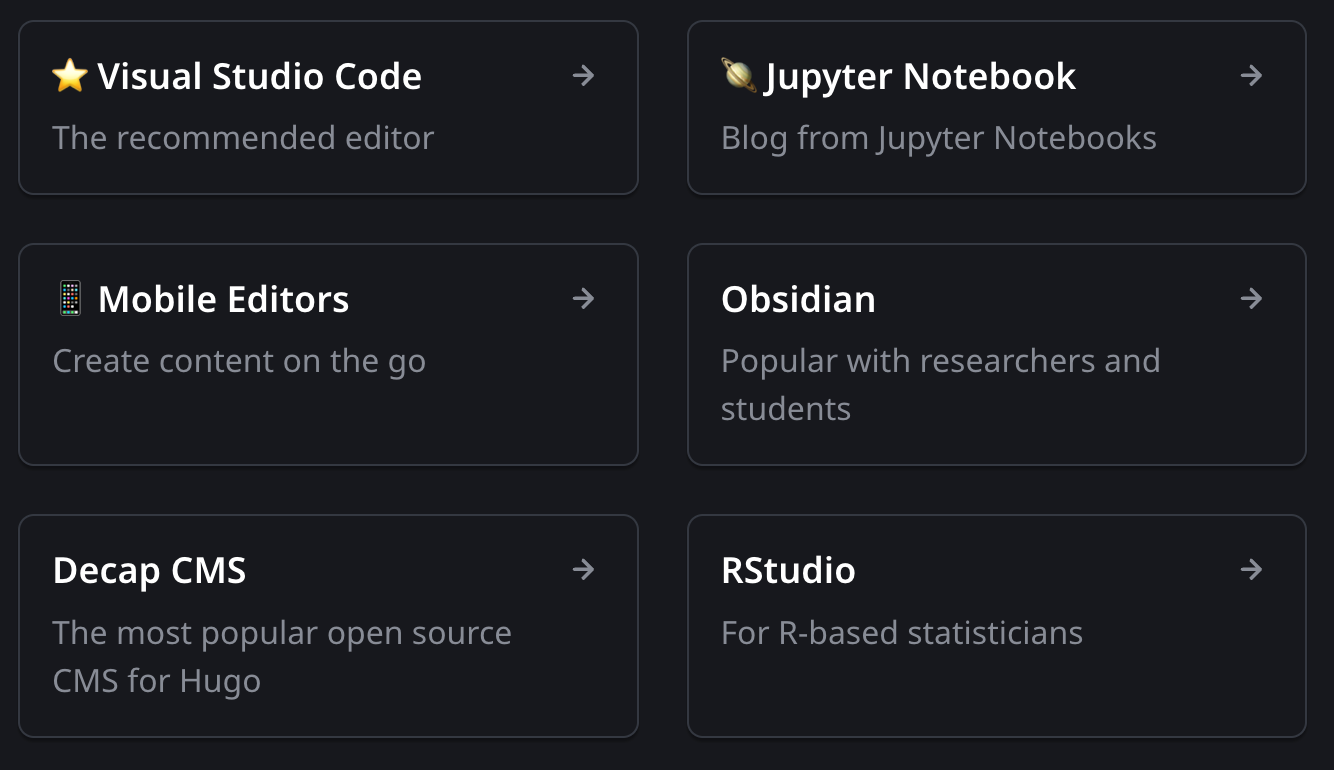 ⭐ Visual Studio Code
The recommended editor
🪐 Jupyter Notebook
Blog from Jupyter Notebooks
📱 Mobile Editors
Create content on the go
Obsidian
Popular with researchers and
students
Decap CMS
The most popular open source
CMS for Hugo
RStudio
For R-based statisticians